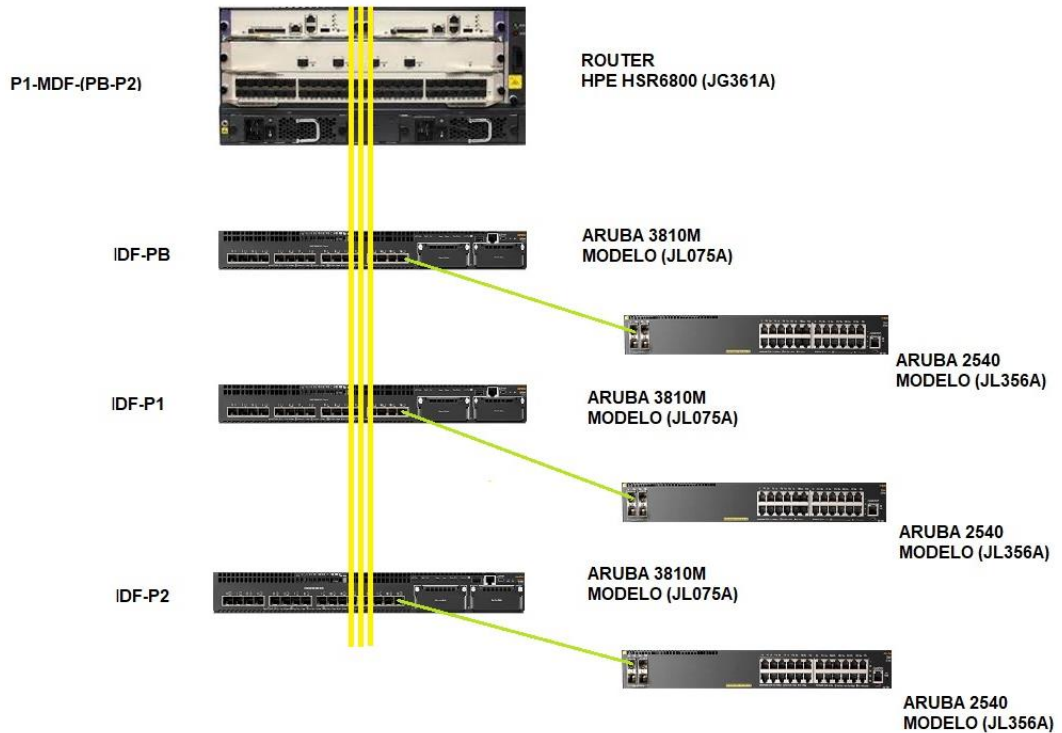 P1-MDF-(PB-P2)
ROUTER
HPE HSR6800 (JG361A)
IDF-PB
ARUBA 3810M
MODELO (JL075A)
ARUBA 2540
MODELO (JL356A)
IDF-P1
ARUBA 3810M
MODELO (JL075A)
ARUBA 2540
MODELO (JL356A)
IDF-P2
ARUBA 3810M
MODELO (JL075A)
ARUBA 2540
MODELO (JL356A)